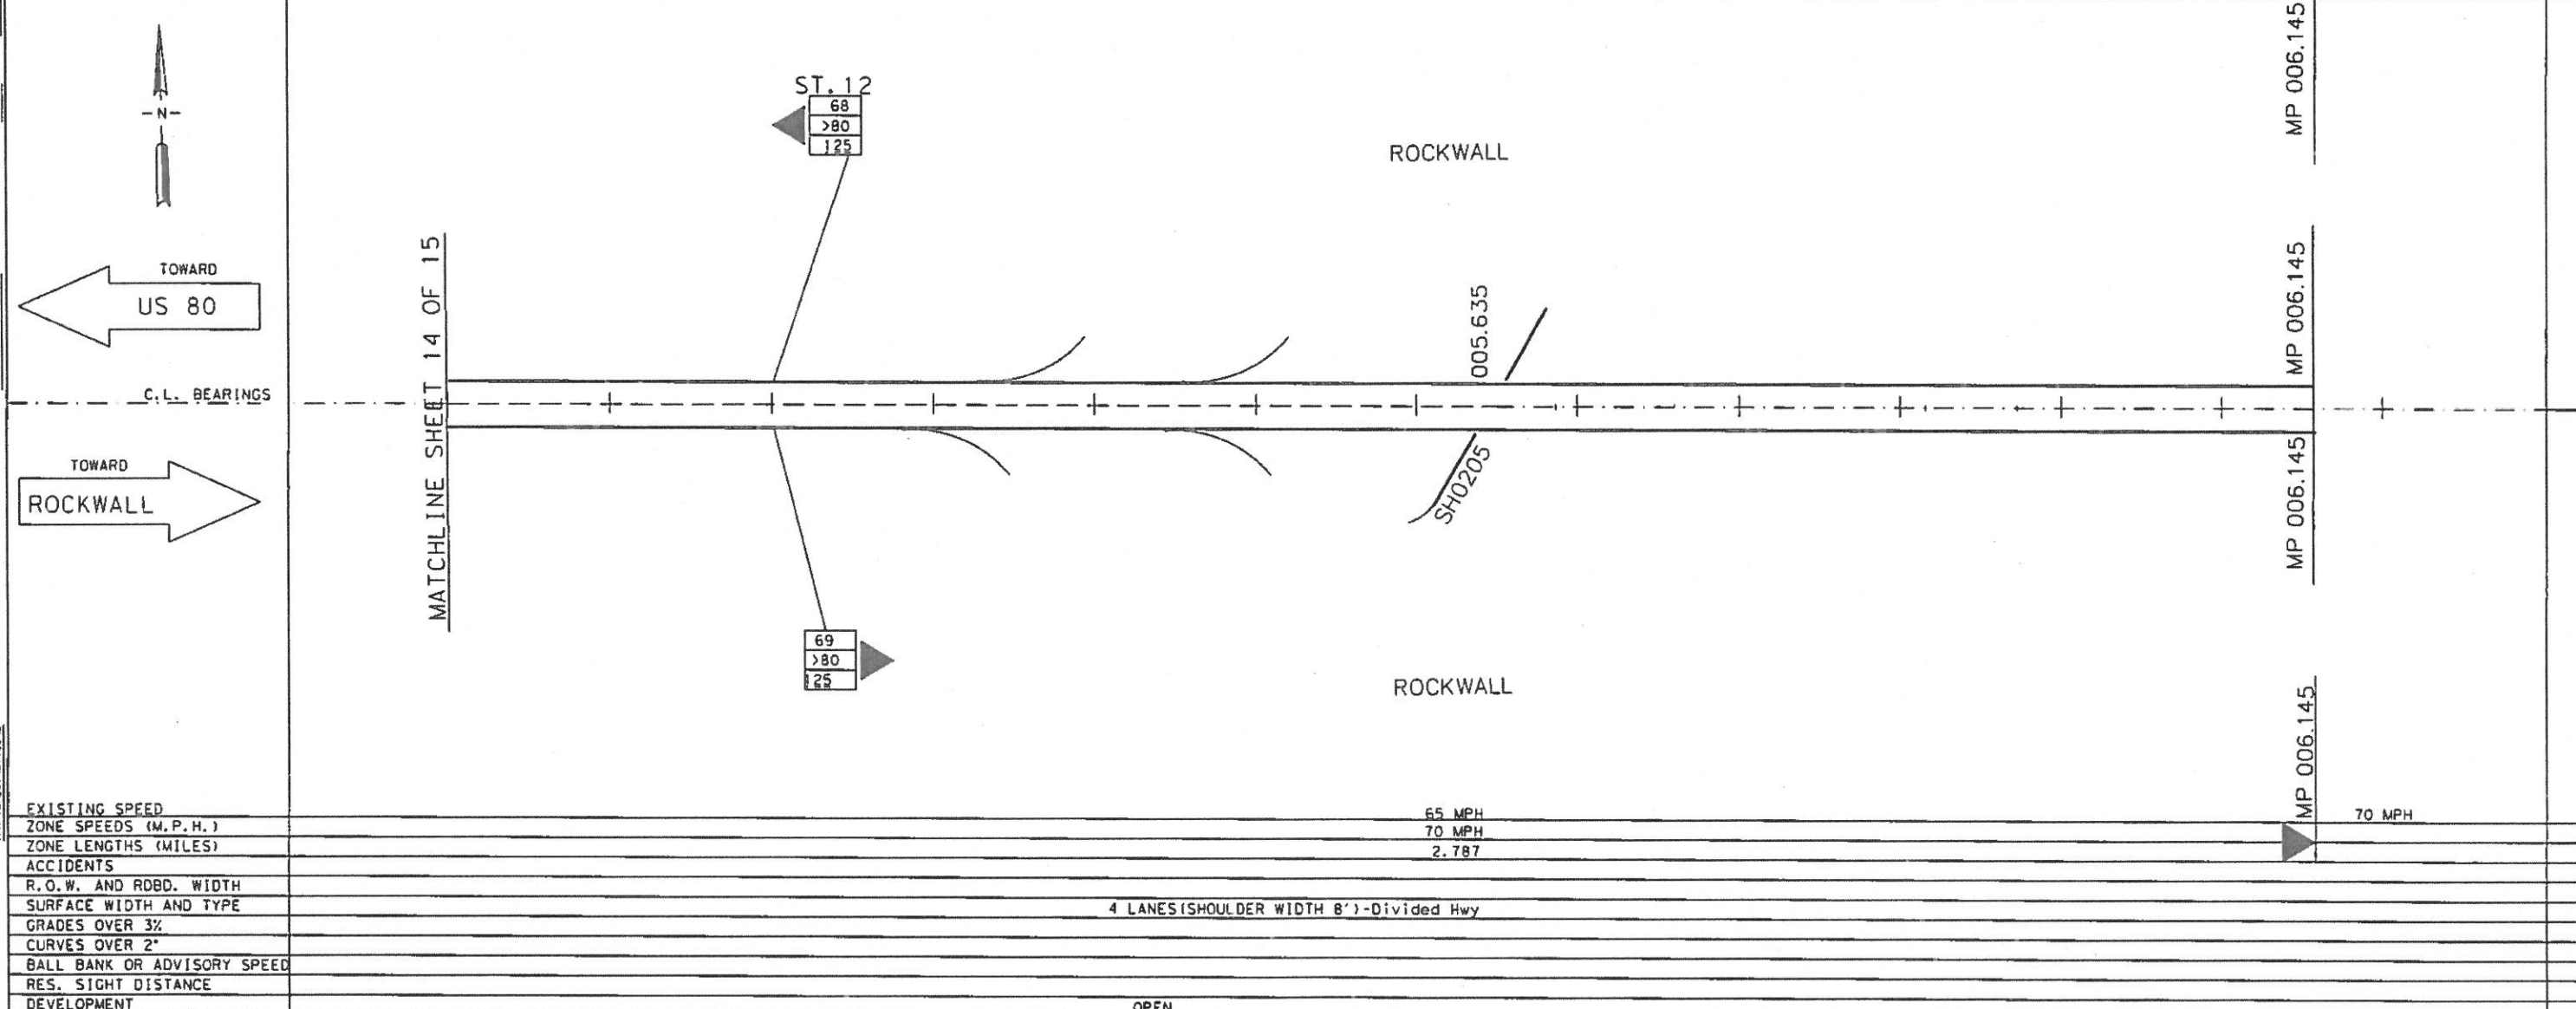 MP 006.145
ST. 12
68
>80
125
-N-
ROCKWALL
TOWARD
US 80
MATCHLINE SHEET 14 OF 15
005.635
MP 006.145
C.L. BEARINGS
TOWARD
ROCKWALL
SH0205
MP 006.145
69
>80
125
ROCKWALL
MP 006.145
EXISTING SPEED 65 MPH 70 MPH
ZONE SPEEDS (M.P.H.) 70 MPH
ZONE LENGTHS (MILES) 2.787
ACCIDENTS
R.O.W. AND RDBD. WIDTH
SURFACE WIDTH AND TYPE 4 LANES(SHOULDER WIDTH 8')-Divided Hwy
GRADES OVER 3%
CURVES OVER 2°
BALL BANK OR ADVISORY SPEED
RES. SIGHT DISTANCE
DEVELOPMENT OPEN